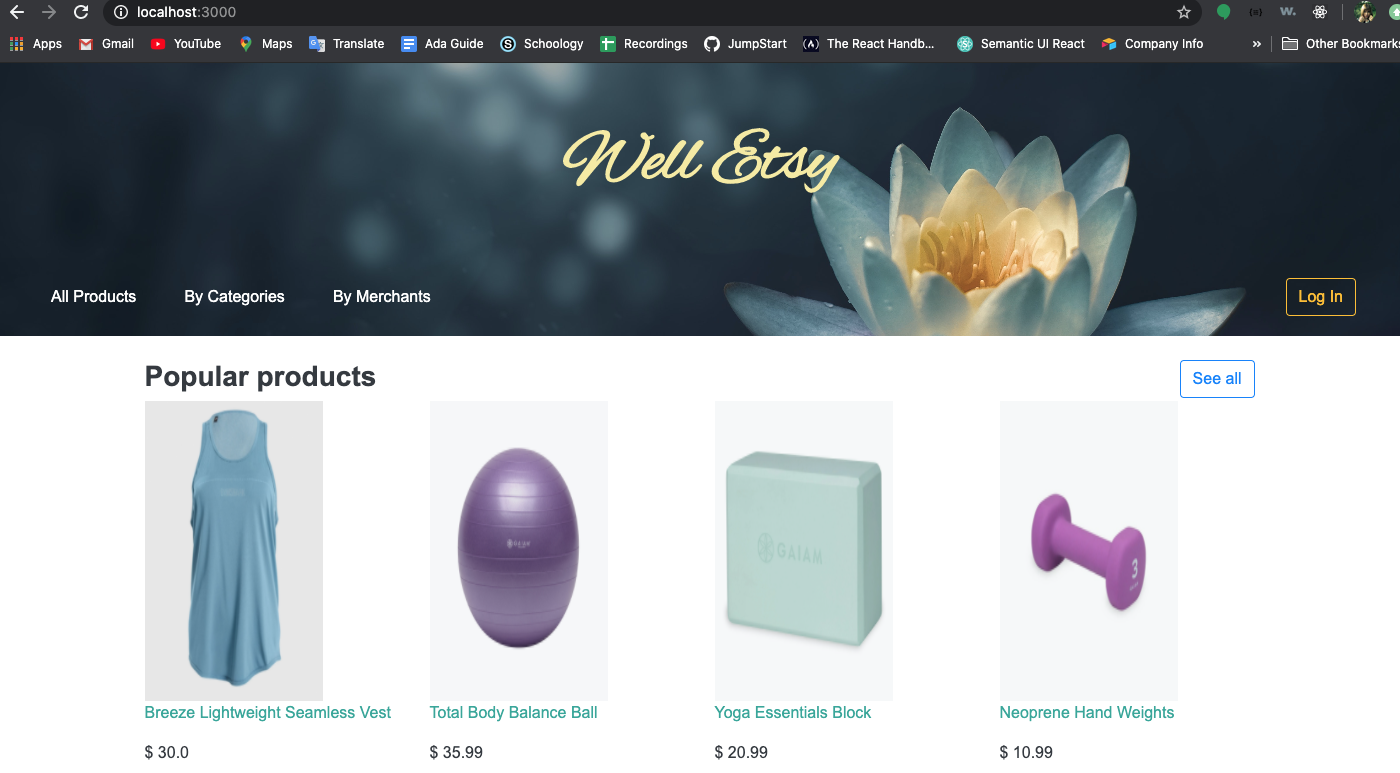 localhost:3000
Apps Gmail YouTube Maps Translate Ada Guide Schoology Recordings JumpStart The React Handb... Semantic UI React Company Info » Other Bookmarks
Well Etsy
All Products By Categories By Merchants Log In
Popular products See all
GAIAM
3
Breeze Lightweight Seamless Vest Total Body Balance Ball Yoga Essentials Block Neoprene Hand Weights
$ 30.0 $ 35.99 $ 20.99 $ 10.99